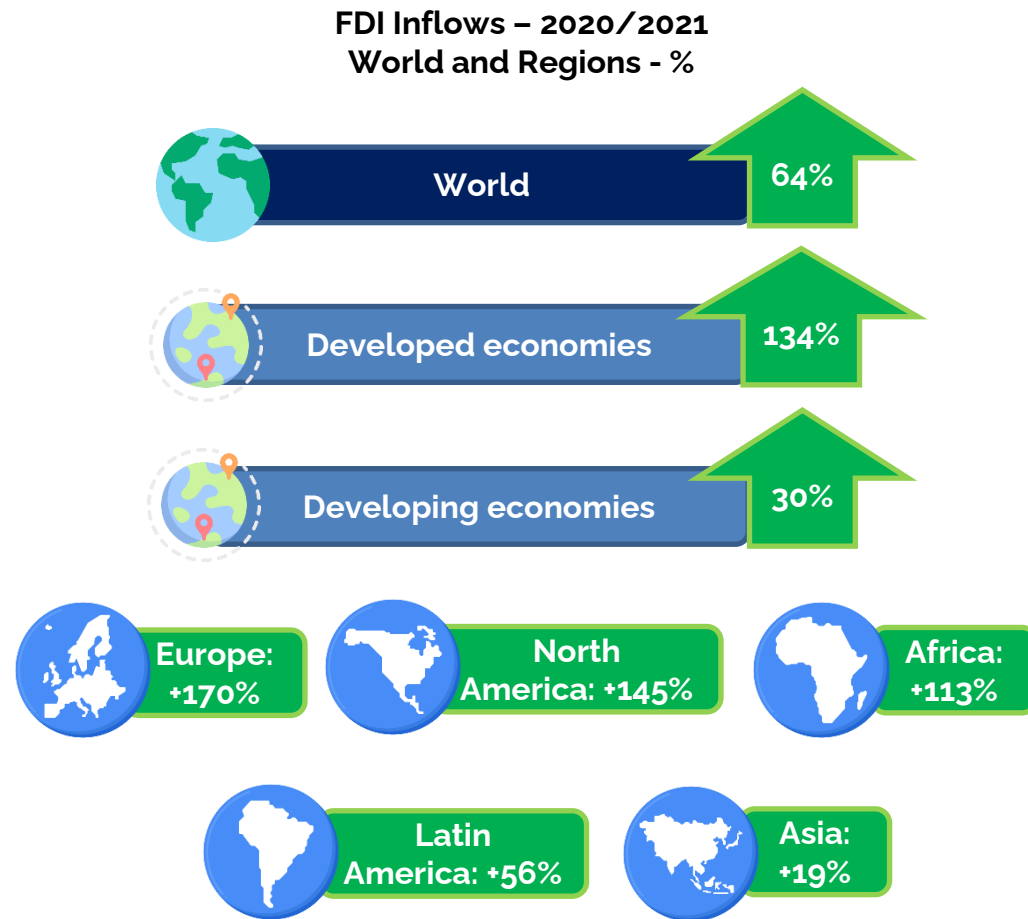 FDI Inflows – 2020/2021
World and Regions - %
World
64%
Developed economies
134%
Developing economies
30%
Europe:
+170%
North
America: +145%
Africa:
+113%
Latin
America: +56%
Asia:
+19%